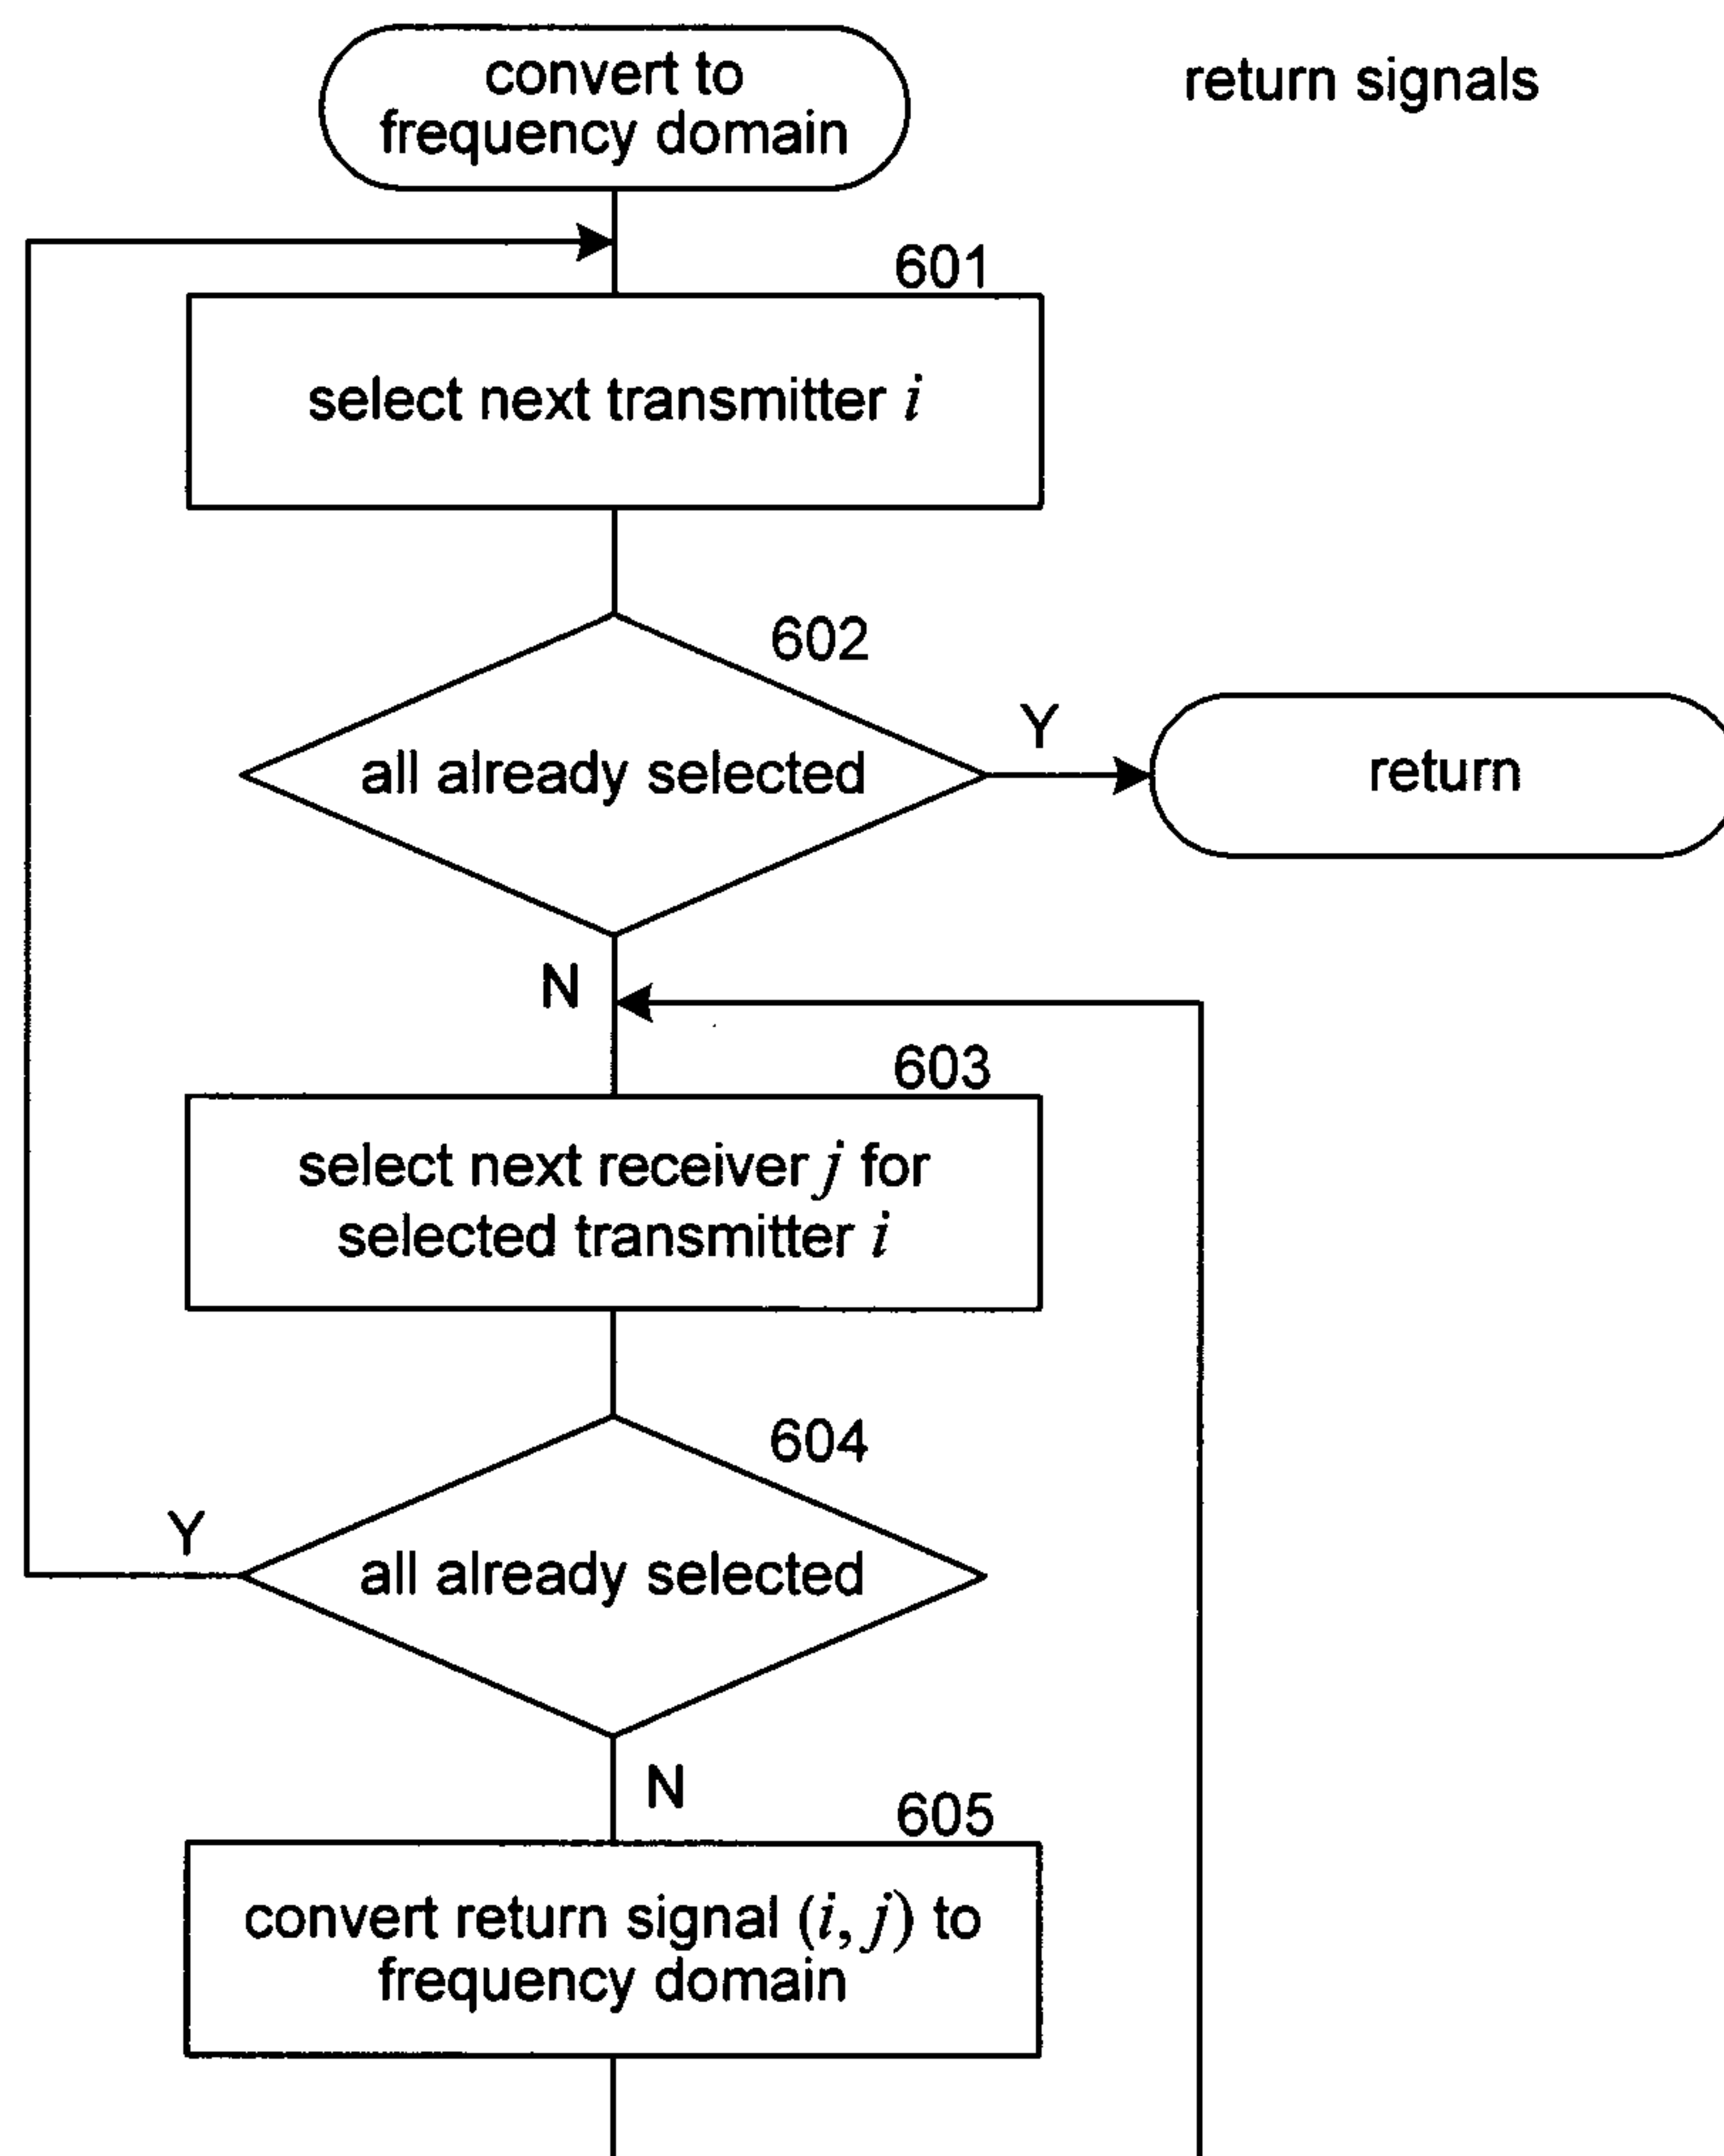 convert to
frequency domain
return signals
601
select next transmitter i
602
all already selected
Y
return
N
603
select next receiver j for
selected transmitter i
604
Y
all already selected
N
605
convert return signal (i, j) to
frequency domain